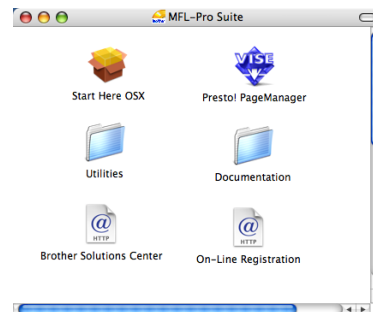 MFL-Pro Suite
VISE
Start Here OSX
Presto! PageManager
Utilities
Documentation
@
HTTP
@
HTTP
Brother Solutions Center
On-Line Registration